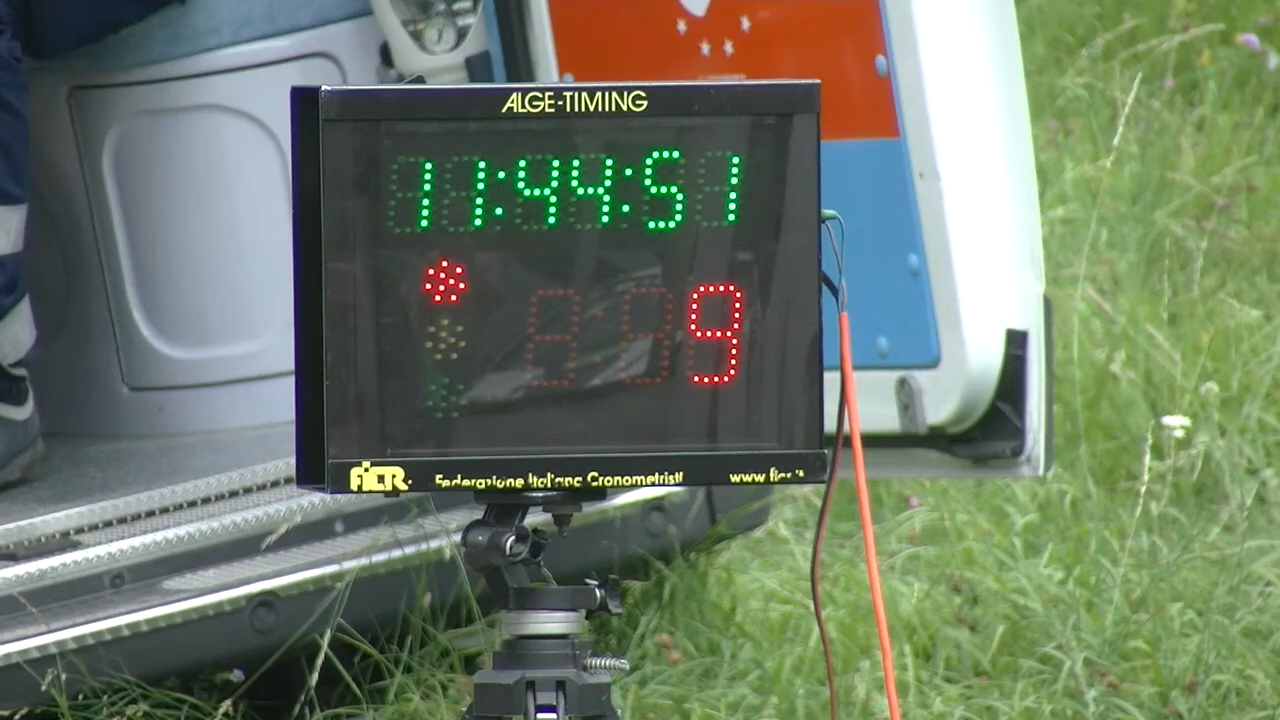 ALGE-TIMING
11:44:51
9
FICR
Federazione Italiana Cronometristi